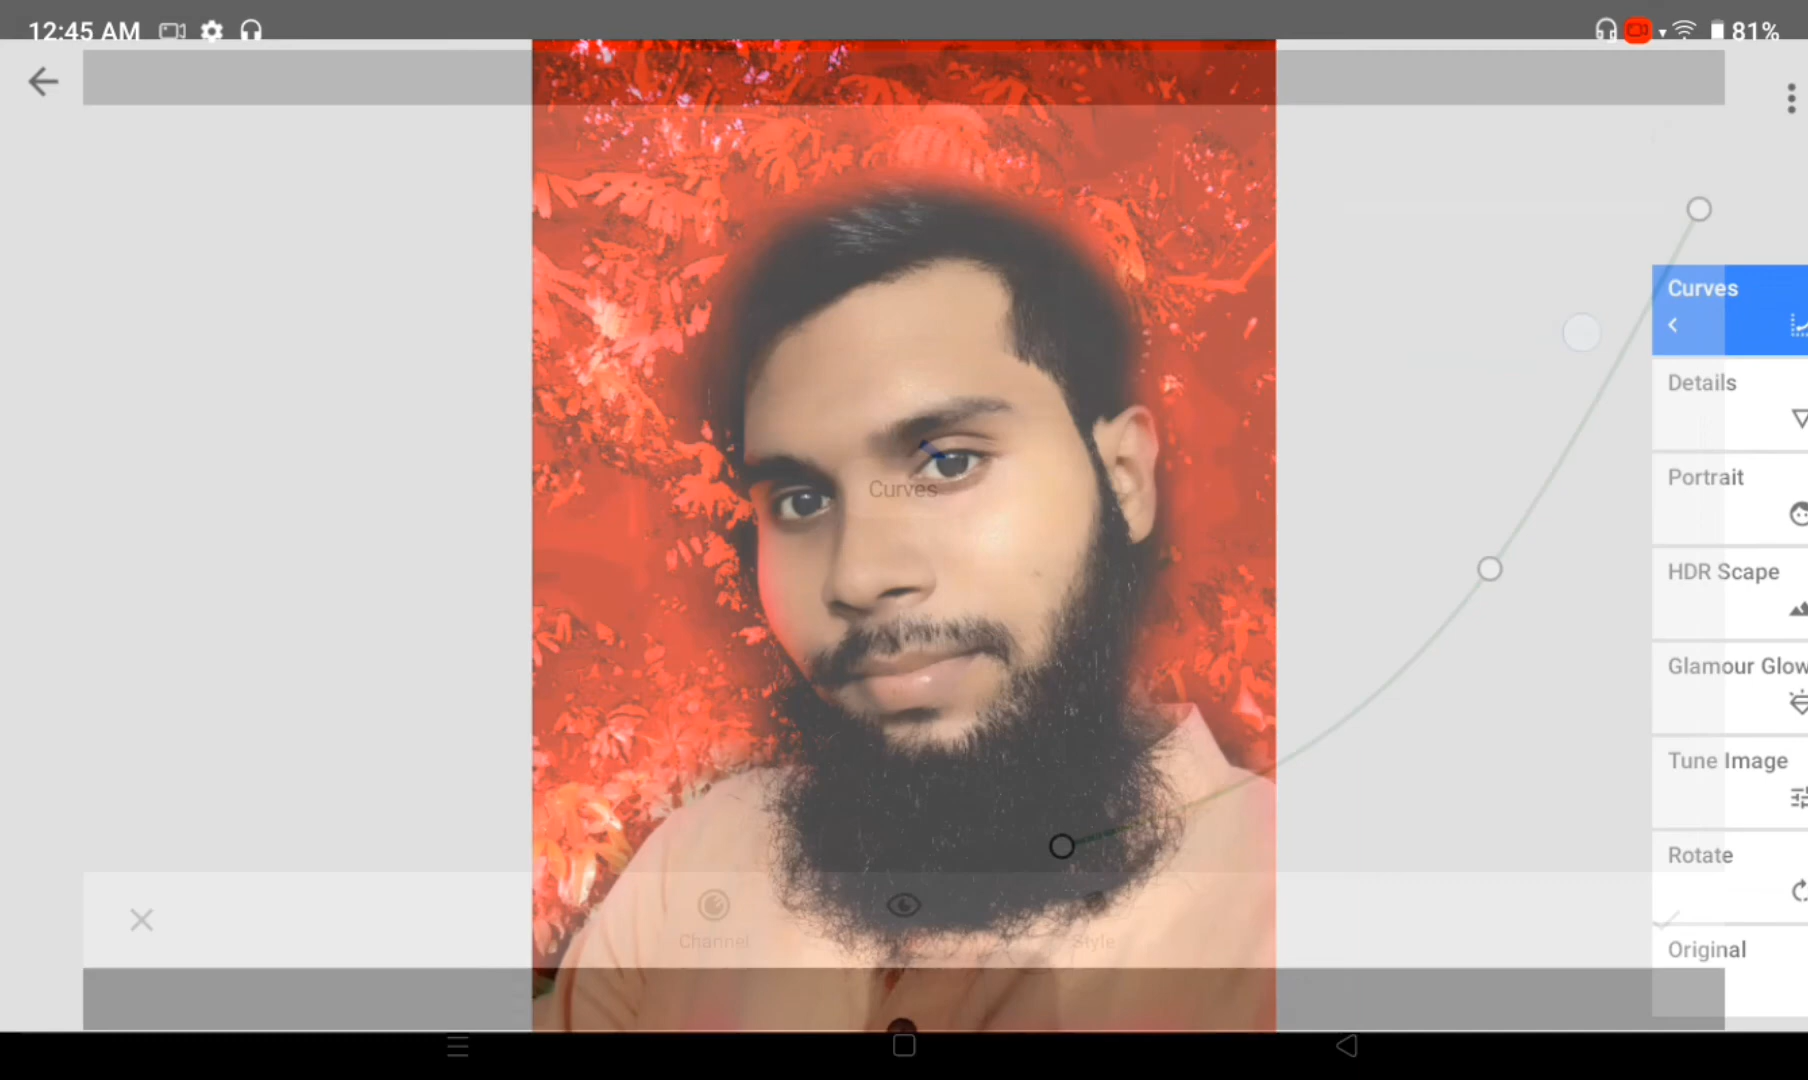 12:45 AM
81%
Curves
Details
Portrait
HDR Scape
Glamour Glow
Tune Image
Rotate
Original
Curves
Channel
Style